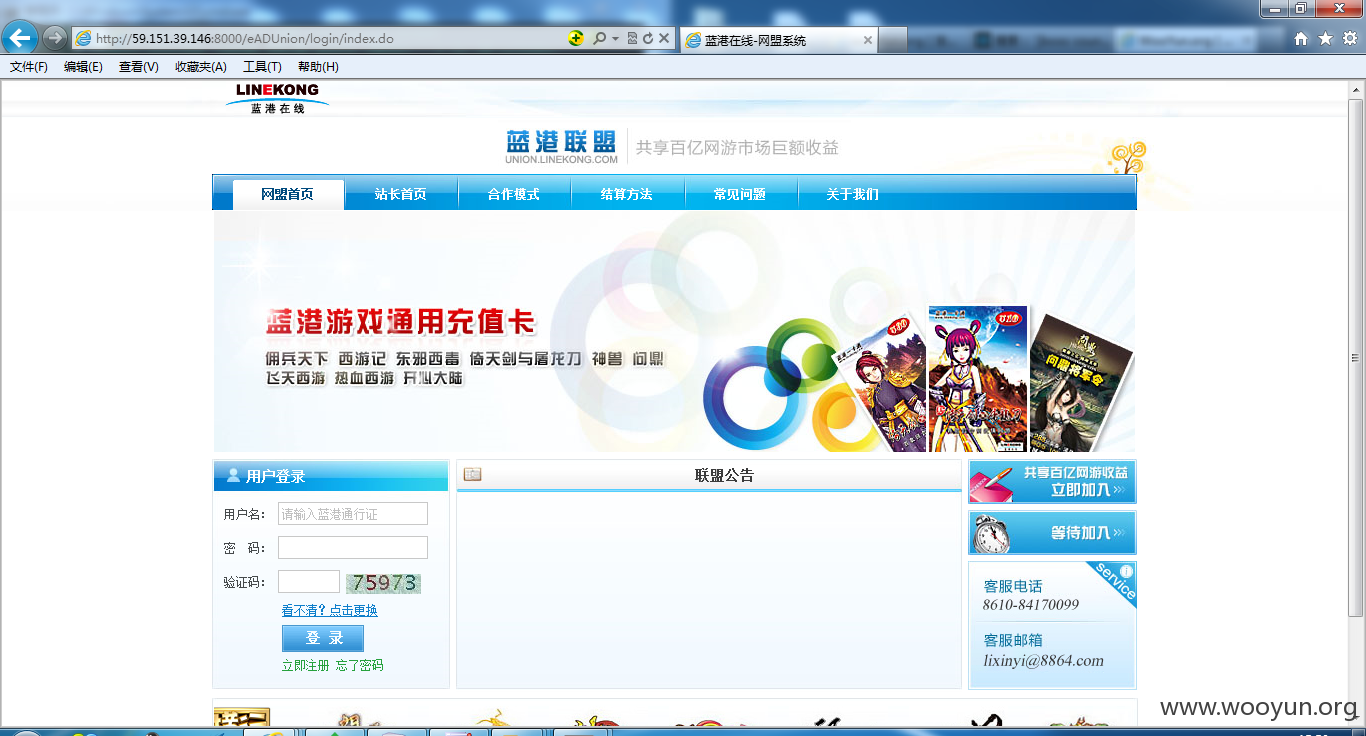 http://59.151.39.146:8000/eADUnion/login/index.do
蓝港在线-网盟系统
文件(F) 编辑(E) 查看(V) 收藏夹(A) 工具(T) 帮助(H)
LINEKONG
蓝港在线
蓝港联盟
UNION.LINEKONG.COM
共享百亿网游市场巨额收益
网盟首页 站长首页 合作模式 结算方法 常见问题 关于我们
蓝港游戏通用充值卡
佣兵天下 西游记 东邪西毒 倚天剑与屠龙刀 神兽 问鼎
飞天西游 热血西游 开心大陆
问鼎将军令
用户登录
联盟公告
共享百亿网游收益
立即加入
等待加入
用户名: 请输入蓝港通行证
密 码:
验证码: 75973
看不清? 点击更换
登 录
立即注册 忘了密码
service
客服电话
8610-84170099
客服邮箱
lixinyi@8864.com
www.wooyun.org